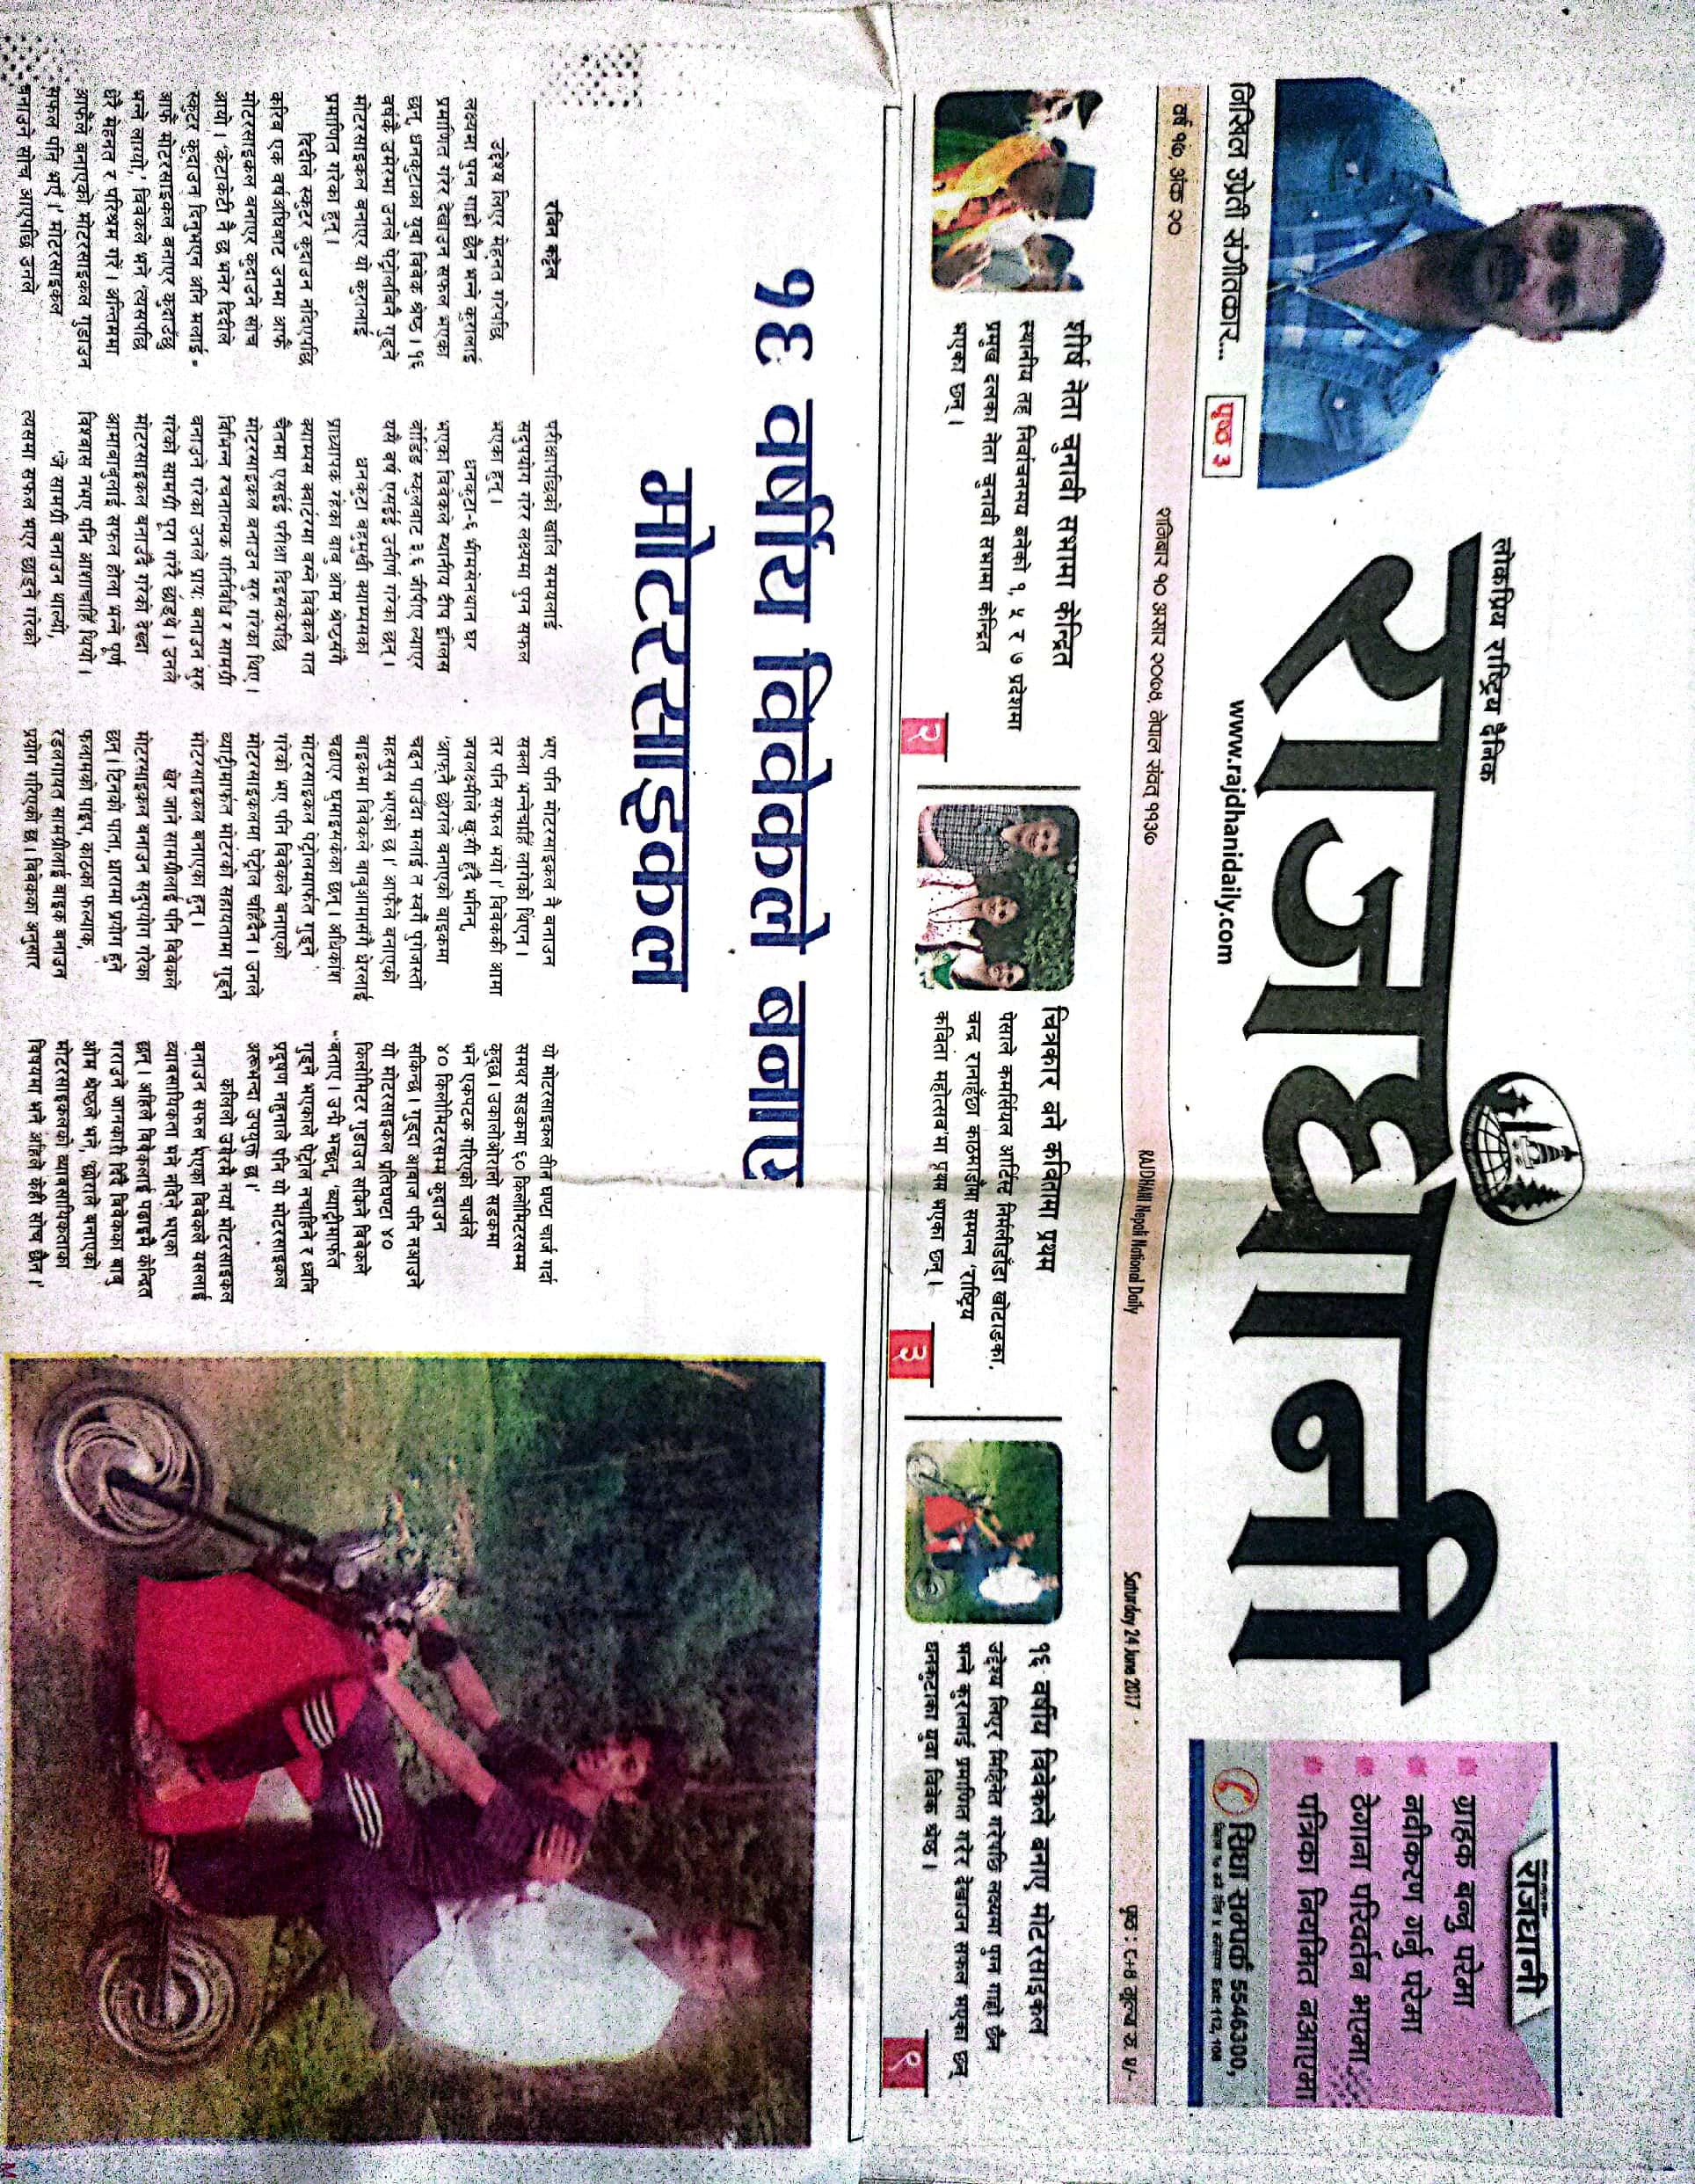 लोकप्रिय राष्ट्रिय दैनिक
राजधानी
www.rajdhanidaily.com
निखिल उप्रेती संगीतकार...
पृष्ठ ३
राजधानी
ग्राहक बन्नु परेमा
नवीकरण गर्नु परेमा
ठेगाना परिवर्तन भएमा
पत्रिका नियमित नआएमा
सिधा सम्पर्क 5546300,
Ext: 112, 108
वर्ष १७, अंक २०
शनिबार १० असार २०७४, नेपाल संवत् ११३७
RAJDHANI Nepali National Daily
Saturday 24 June 2017
पृष्ठ : ८+४ मूल्य रु. ५/-
शीर्ष नेता चुनावी सभामा केन्द्रित
स्थानीय तह निर्वाचनमय बनेको १, ५ र ७ प्रदेशमा
प्रमुख दलका नेता चुनावी सभामा केन्द्रित
भएका छन् ।
२
चित्रकार बने कवितामा प्रथम
पेसाले कमर्सियल आर्टिस्ट निर्मलीडाँडा खोटाङका,
चन्द्र रानाहँछा काठमाडौंमा सम्पन्न 'राष्ट्रिय
कविता महोत्सव'मा प्रथम भएका छन् ।
३
१६ वर्षीय विवेकले बनाए मोटरसाइकल
उद्देश्य लिएर मिहिनेत गरेपछि लक्ष्यमा पुग्न गाह्रो छैन
भन्ने कुरालाई प्रमाणित गरेर देखाउन सफल भएका छन्
धनकुटाका युवा विवेक श्रेष्ठ ।
९
१६ वर्षीय विवेकले बनाए
मोटरसाइकल
रविन कट्टेल
उद्देश्य लिएर मेहनत गरेपछि
लक्ष्यमा पुग्न गाह्रो छैन भन्ने कुरालाई
प्रमाणित गरेर देखाउन सफल भएका
छन्, धनकुटाका युवा विवेक श्रेष्ठ । १६
वर्षकै उमेरमा उनले पेट्रोलबिनै गुड्ने
मोटरसाइकल बनाएर यो कुरालाई
प्रमाणित गरेका हुन् ।
दिदीले स्कुटर कुदाउन नदिएपछि
करिब एक वर्षअघिबाट उनमा आफैं
मोटरसाइकल बनाएर कुदाउने सोच
आयो । 'केटाकेटी नै छ भनेर दिदीले
स्कुटर कुदाउन दिनुभएन अनि मलाई
आफैं मोटरसाइकल बनाएर कुदाउँछु
भन्ने लाग्यो,' विवेकले भने 'त्यसपछि
धेरै मेहनत र परिश्रम गरें । अन्तिममा
आफैंले बनाएको मोटरसाइकल गुडाउन
सफल पनि भएँ ।' मोटरसाइकल
बनाउने सोच आएपछि उनले
परीक्षापछिको खालि समयलाई
सदुपयोग गरेर लक्ष्यमा पुग्न सफल
भएका हुन् ।
धनकुटा-६ भीमसेनथान घर
भएका विवेकले स्थानीय दीप इंग्लिस
बोर्डिङ स्कुलबाट ३.६ जीपीए ल्याएर
यसै वर्ष एसईई उत्तीर्ण गरेका छन् ।
धनकुटा बहुमुखी क्याम्पसका
प्राध्यापक रहेका बाबु ओम श्रेष्ठसँगै
क्याम्पस क्वार्टरमा बस्ने विवेकले गत
चैतमा एसईई परीक्षा दिइसकेपछि
मोटरसाइकल बनाउन सुरु गरेका थिए ।
विभिन्न रचनात्मक गतिविधि र सामग्री
बनाउने गरेका उनले प्रायः बनाउन सुरु
गरेको सामग्री पूरा गरेरै छाड्थे । उनले
मोटरसाइकल बनाउँदै गरेको देख्दा
आमाबाबुलाई सफल होला भन्ने पूर्ण
विश्वास नभए पनि आशाचाहिँ थियो ।
'जे सामग्री बनाउन थाल्यो,
त्यसमा सफल भएर छाड्ने गरेको
भए पनि मोटरसाइकल नै बनाउन
सक्ला भन्नेचाहिँ लागेको थिएन ।
तर पनि सफल भयो ।' विवेककी आमा
जयलक्ष्मीले खुःसी हुँदै भनिन्,
'आफ्नै छोराले बनाएको बाइकमा
चढ्न पाउँदा मलाई त स्वर्गै पुगेजस्तो
महसुस भएको छ ।' आफैंले बनाएको
बाइकमा विवेकले बाबुआमासँगै धेरलाई
चढाएर घुमाइसकेका छन् । अधिकांश
मोटरसाइकल पेट्रोलमार्फत गुड्ने
गरेको भए पनि विवेकले बनाएको
मोटरसाइकलमा पेट्रोल चहिदैन । उनले
ब्याट्रीमार्फत मोटरको सहायतामा गुड्ने
मोटरसाइकल बनाएका हुन् ।
खेर जाने सामग्रीलाई पनि विवेकले
मोटरसाइकल बनाउन सदुपयोग गरेका
छन् । टिनको पाता, धारामा प्रयोग हुने
फलामको पाइप, काठका फल्याक,
रडलगायत सामग्रीलाई बाइक बनाउन
प्रयोग गरिएको छ । विवेकका अनुसार
यो मोटरसाइकल तीन घण्टा चार्ज गर्दा
समथर सडकमा ६० किलोमिटरसम्म
कुद्छ । उकालोओरालो सडकमा
भने एकपटक गरिएको चार्जले
४० किलोमिटरसम्म कुदाउन
सकिन्छ । गुड्दा आवाज पनि नआउने
यो मोटरसाइकल प्रतिघण्टा ४०
किलोमिटर गुडाउन सकिने विवेकले
बताए । उनी भन्छन्, 'ब्याट्रीमार्फत
गुड्ने भएकाले पेट्रोल नचाहिने र ध्वनि
प्रदूषण नहुनाले पनि यो मोटरसाइकल
अरूभन्दा उपयुक्त छ ।'
कलिलो उमेरमै नयाँ मोटरसाइकल
बनाउन सफल भएका विवेकले यसलाई
व्यावसायिकता भने नदिने भएका
छन् । अहिले विवेकलाई पढाइमै केन्द्रित
गराउने जानकारी दिँदै विवेकका बाबु
ओम श्रेष्ठले भने, 'छोराले बनाएको
मोटरसाइकलको व्यावसायिकताका
विषयमा भने अहिले केही सोच छैन ।'